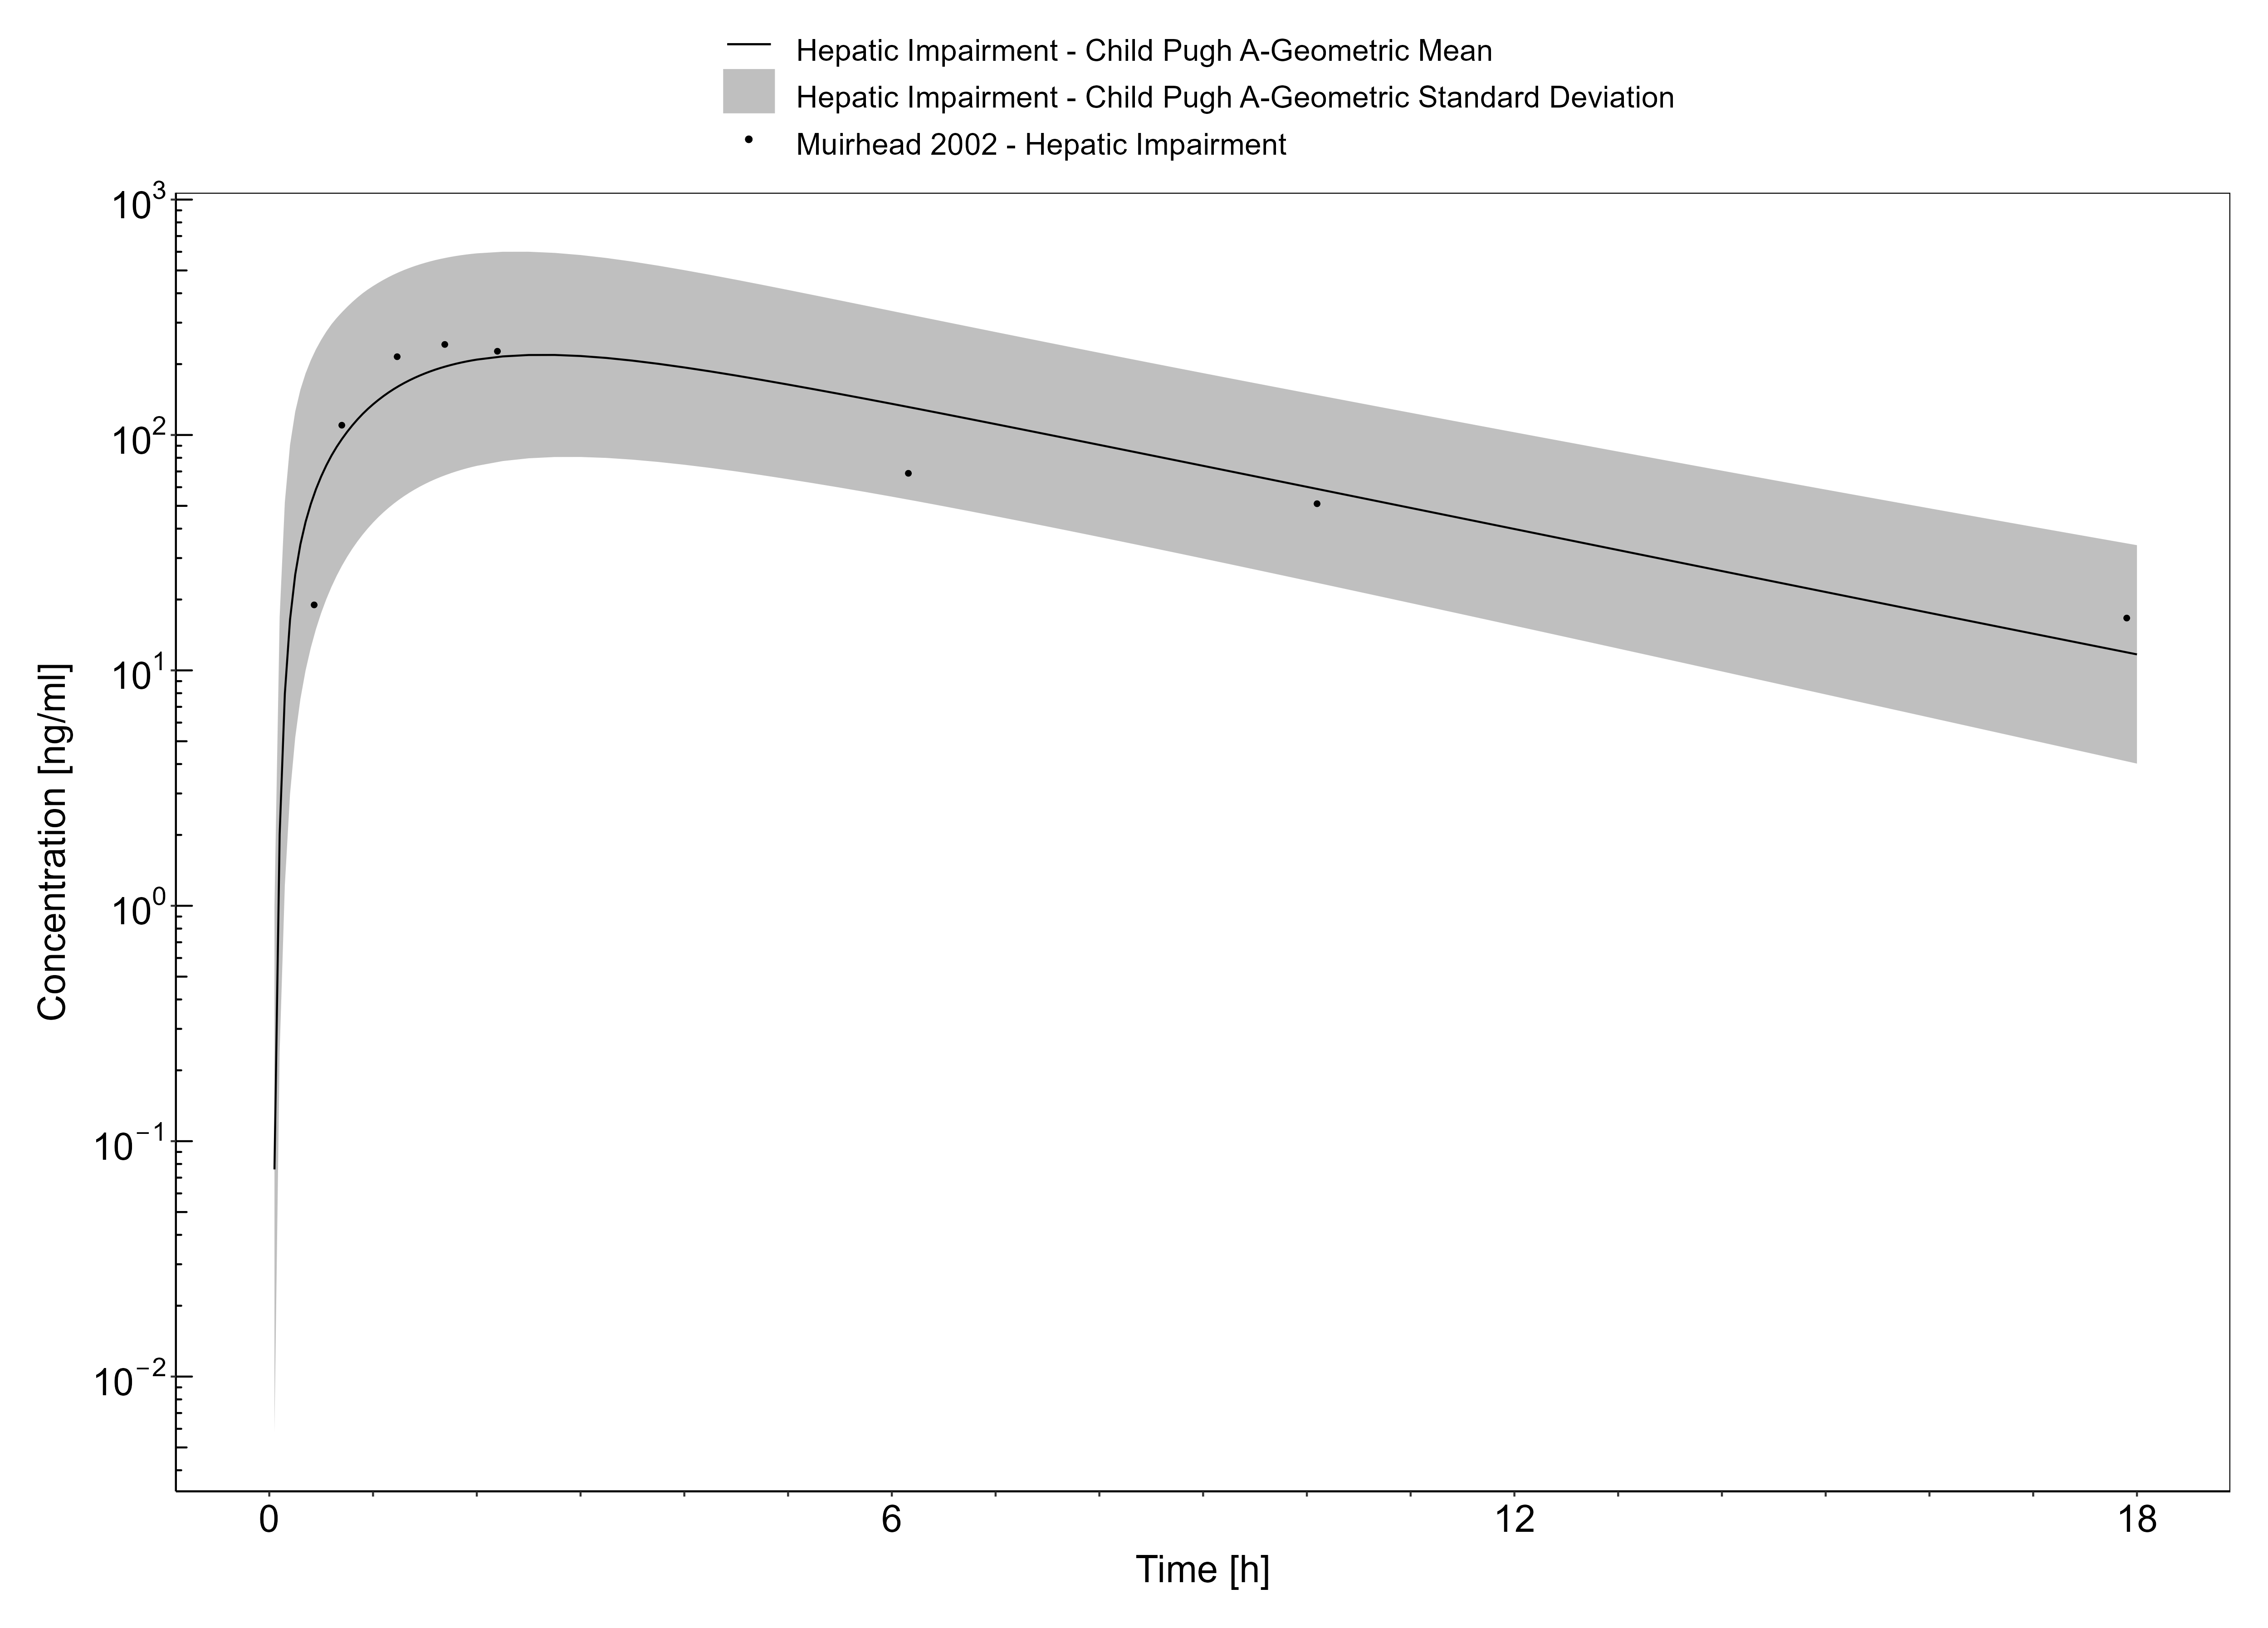 Hepatic Impairment - Child Pugh A-Geometric Mean
Hepatic Impairment - Child Pugh A-Geometric Standard Deviation
Muirhead 2002 - Hepatic Impairment
10³
10²
10¹
10⁰
10⁻¹
10⁻²
Concentration [ng/ml]
0 6 12 18
Time [h]